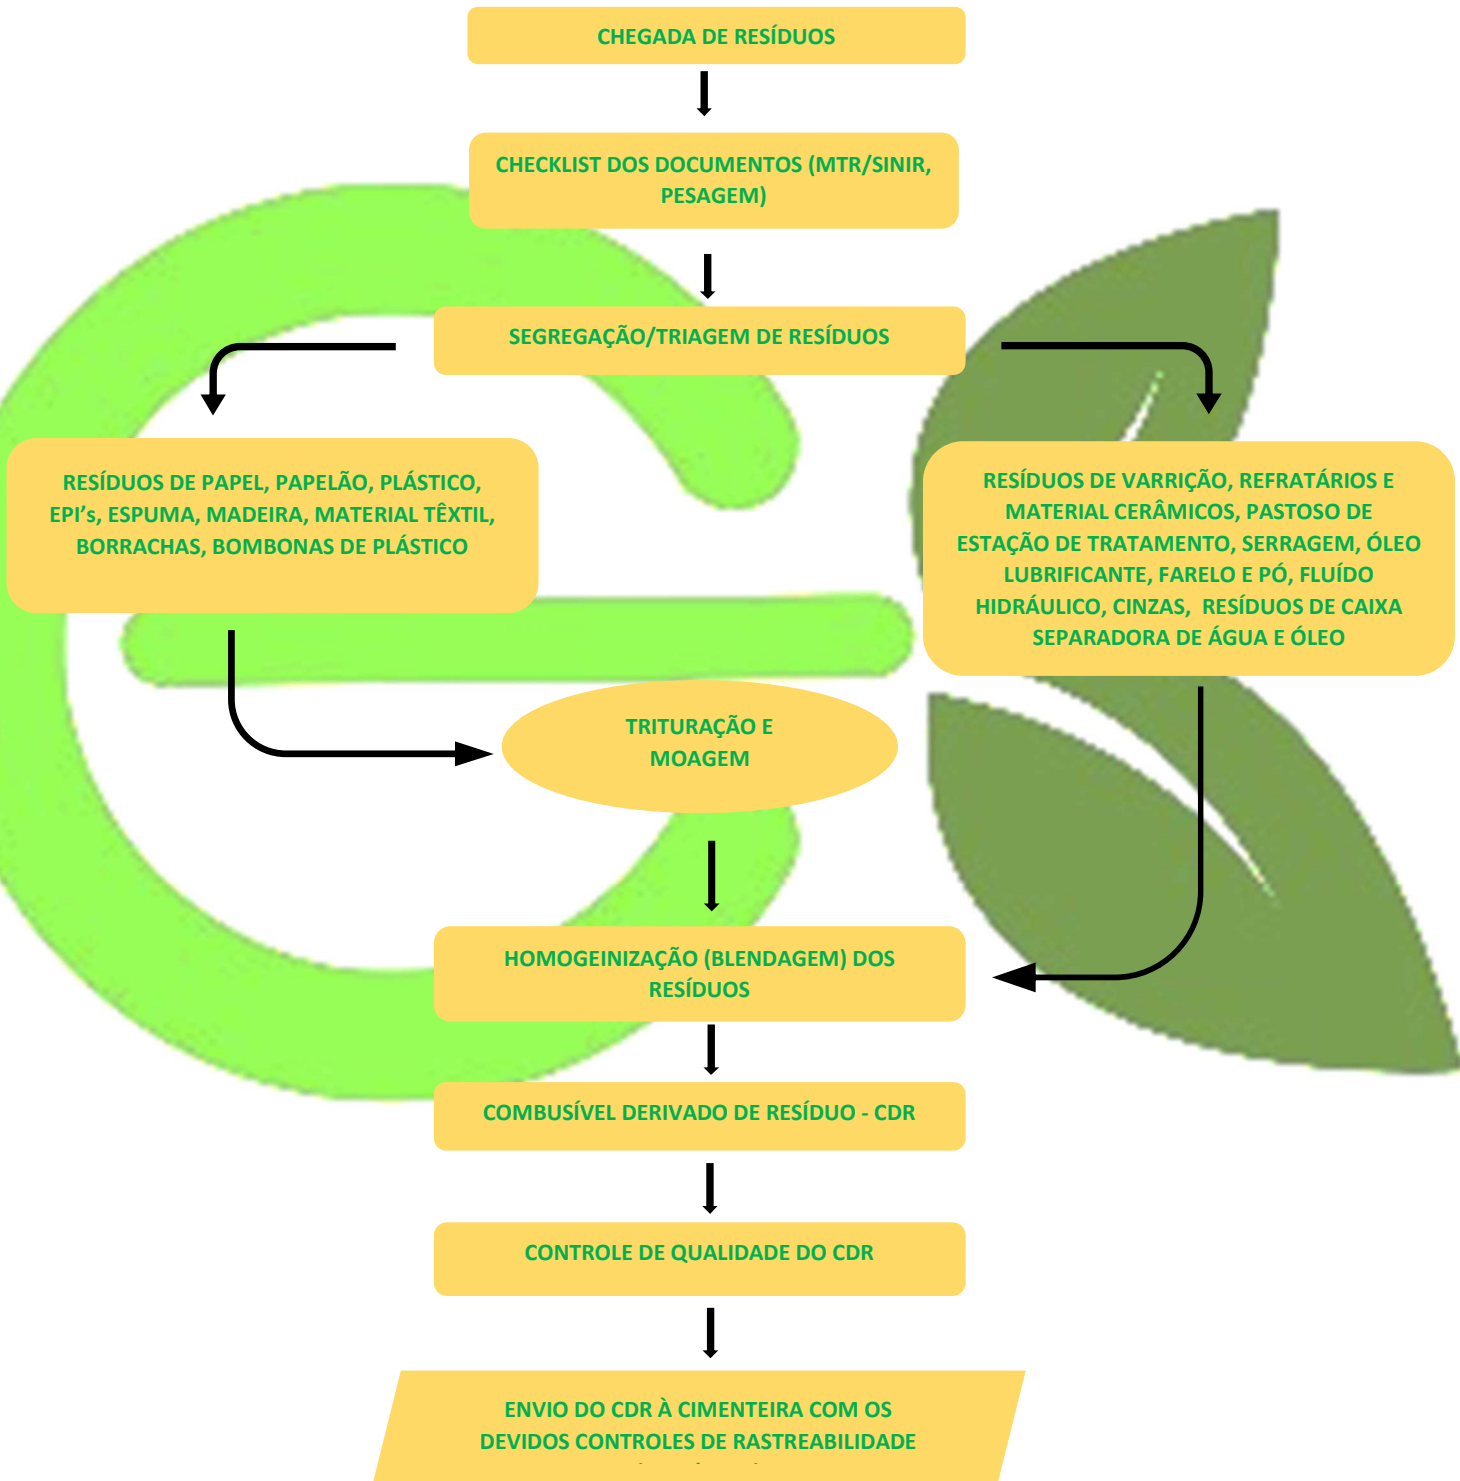 CHEGADA DE RESÍDUOS
CHECKLIST DOS DOCUMENTOS (MTR/SINIR,
PESAGEM)
SEGREGAÇÃO/TRIAGEM DE RESÍDUOS
RESÍDUOS DE PAPEL, PAPELÃO, PLÁSTICO,
EPI's, ESPUMA, MADEIRA, MATERIAL TÊXTIL,
BORRACHAS, BOMBONAS DE PLÁSTICO
RESÍDUOS DE VARRIÇÃO, REFRATÁRIOS E
MATERIAL CERÂMICOS, PASTOSO DE
ESTAÇÃO DE TRATAMENTO, SERRAGEM, ÓLEO
LUBRIFICANTE, FARELO E PÓ, FLUÍDO
HIDRÁULICO, CINZAS, RESÍDUOS DE CAIXA
SEPARADORA DE ÁGUA E ÓLEO
TRITURAÇÃO E
MOAGEM
HOMOGEINIZAÇÃO (BLENDAGEM) DOS
RESÍDUOS
COMBUSÍVEL DERIVADO DE RESÍDUO - CDR
CONTROLE DE QUALIDADE DO CDR
ENVIO DO CDR À CIMENTEIRA COM OS
DEVIDOS CONTROLES DE RASTREABILIDADE